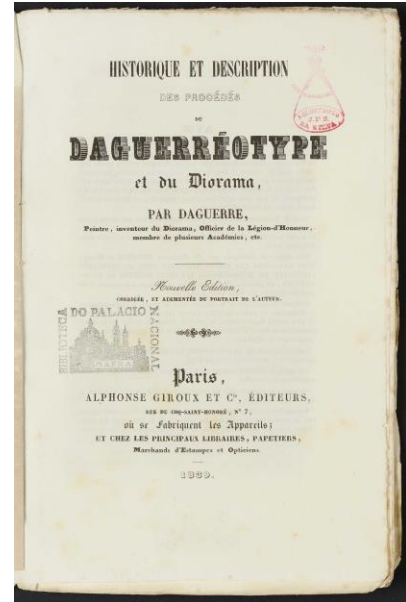 HISTORIQUE ET DESCRIPTION
DES PROCÉDÉS
DU
DAGUERRÉOTYPE
et du Diorama,
PAR DAGUERRE,
Peintre, inventeur du Diorama, Officier de la Légion-d'Honneur,
membre de plusieurs Académies, etc.
Nouvelle Edition,
CORRIGÉE, ET AUGMENTÉE DU PORTRAIT DE L'AUTEUR.
BIBLIOTECA DO PALACIO NACIONAL
MAFRA
Paris,
ALPHONSE GIROUX ET Cie, ÉDITEURS,
RUE DU COQ-SAINT-HONORÉ, N° 7,
où se Fabriquent les Appareils;
ET CHEZ LES PRINCIPAUX LIBRAIRES, PAPETIERS,
Marchands d'Estampes et Opticiens.
1839.